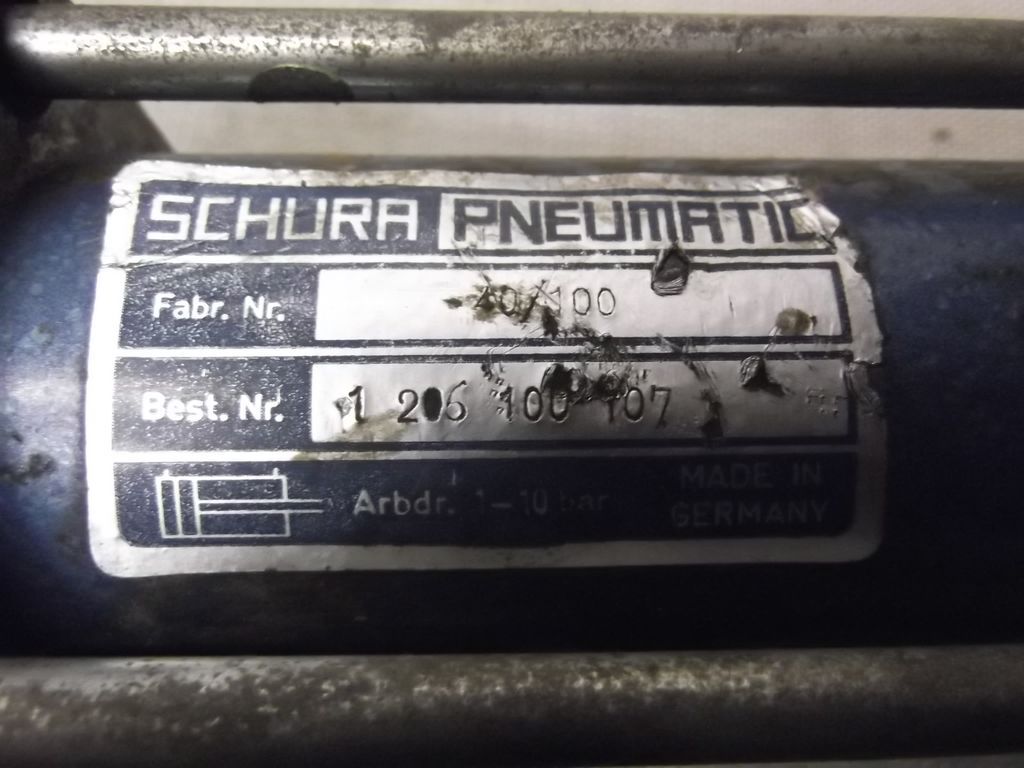 SCHURA PNEUMATIC
Fabr. Nr. 40/100
Best. Nr. 1 206 100 107
Arbdr. 1-10 bar
MADE IN
GERMANY